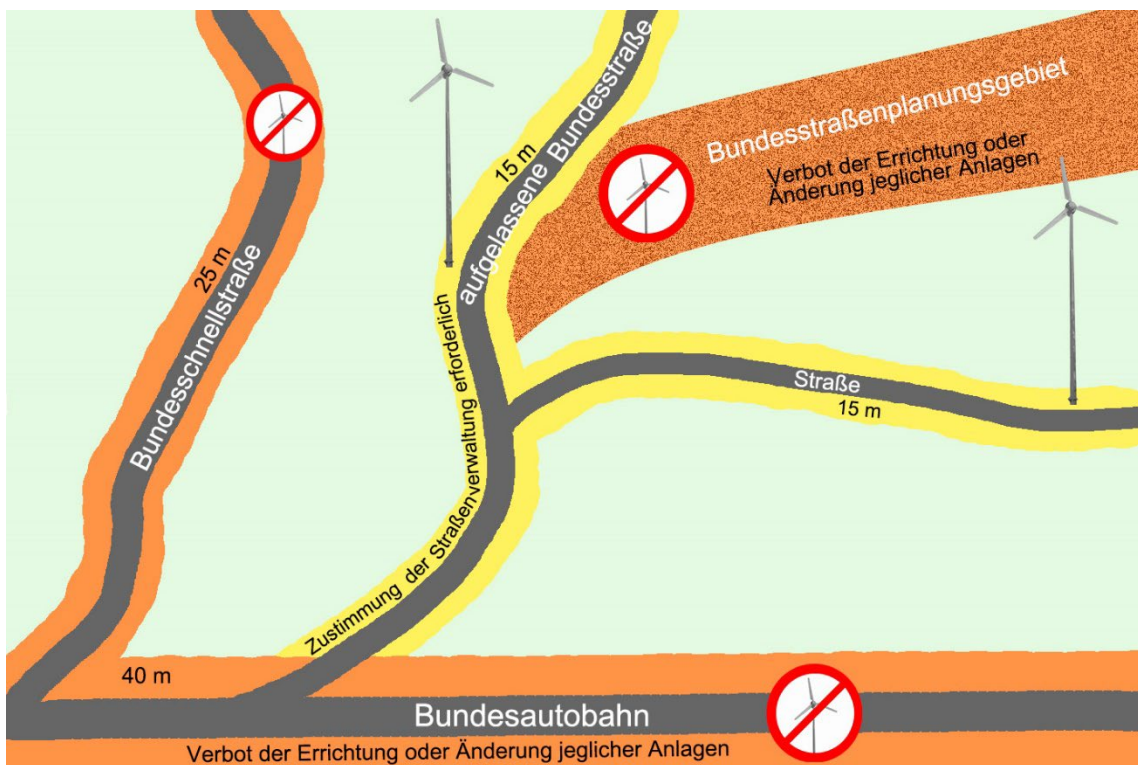 Bundesstraßenplanungsgebiet
Verbot der Errichtung oder
Änderung jeglicher Anlagen
aufgelassene Bundesstraße
15 m
Bundesschnellstraße
25 m
Zustimmung der Straßenverwaltung erforderlich
Straße
15 m
40 m
Bundesautobahn
Verbot der Errichtung oder Änderung jeglicher Anlagen